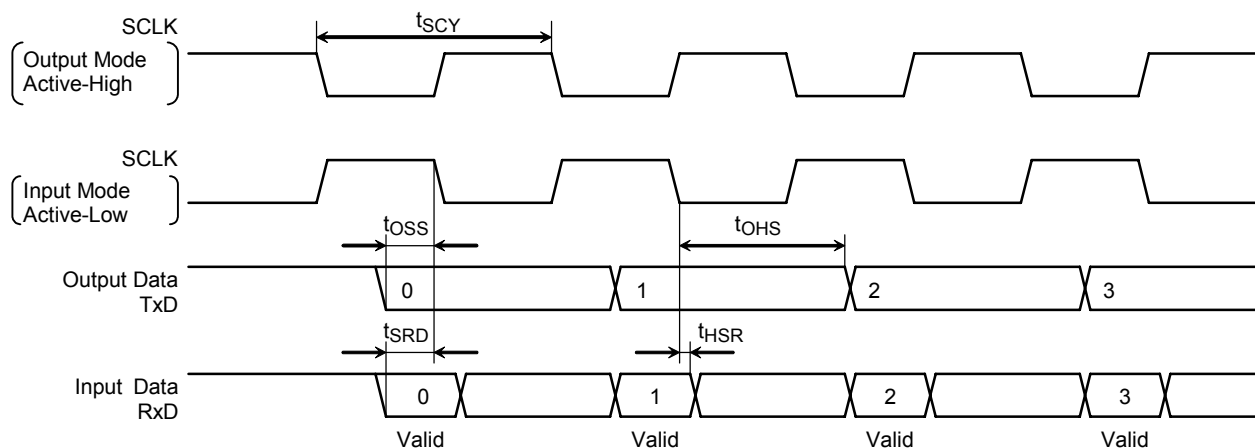 SCLK
Output Mode
Active-High
tSCY
SCLK
Input Mode
Active-Low
tOSS
tOHS
Output Data
TxD
0
1
2
3
tSRD
tHSR
Input Data
RxD
0
1
2
3
Valid
Valid
Valid
Valid